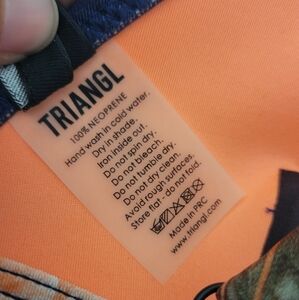 TRIANGL
100% NEOPRENE
Hand wash in cold water.
Dry in shade.
Iron inside out.
Do not spin dry.
Do not bleach.
Do not tumble dry.
Do not dry clean.
Avoid rough surfaces.
Store flat - do not fold.
Made in PRC
www.triangl.com